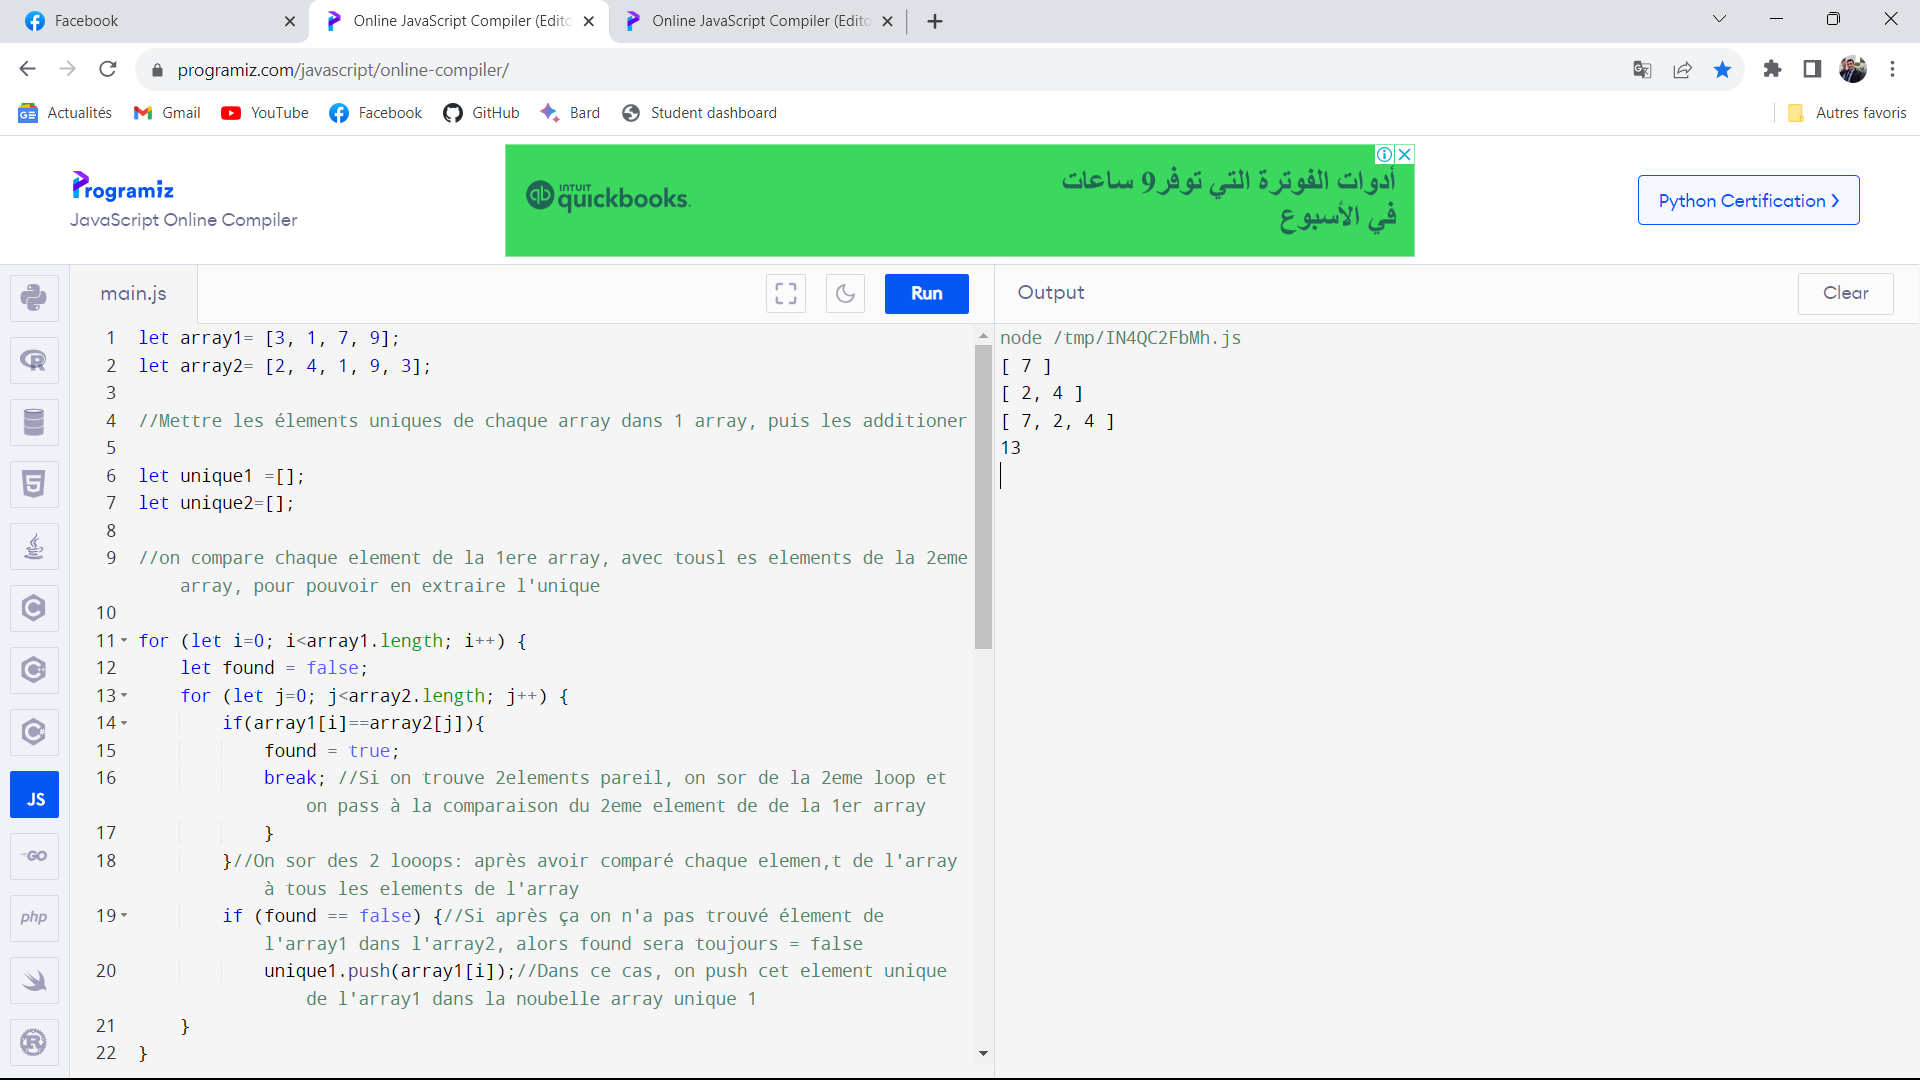 Facebook
Online JavaScript Compiler (Edito
Online JavaScript Compiler (Edito
programiz.com/javascript/online-compiler/
Actualités
Gmail
YouTube
Facebook
GitHub
Bard
Student dashboard
Autres favoris
Programiz
JavaScript Online Compiler
INTUIT
quickbooks.
أدوات الفوترة التي توفر9 ساعات
في الأسبوع
Python Certification
main.js
Run
Output
Clear
1 let array1= [3, 1, 7, 9];
2 let array2= [2, 4, 1, 9, 3];
3
4 //Mettre les élements uniques de chaque array dans 1 array, puis les additioner
5
6 let unique1 =[];
7 let unique2=[];
8
9 //on compare chaque element de la 1ere array, avec tousl es elements de la 2eme
array, pour pouvoir en extraire l'unique
10
11 for (let i=0; i<array1.length; i++) {
12 let found = false;
13 for (let j=0; j<array2.length; j++) {
14 if(array1[i]==array2[j]){
15 found = true;
16 break; //Si on trouve 2elements pareil, on sor de la 2eme loop et
on pass à la comparaison du 2eme element de de la 1er array
17 }
18 }//On sor des 2 looops: après avoir comparé chaque elemen,t de l'array
à tous les elements de l'array
19 if (found == false) {//Si après ça on n'a pas trouvé élement de
l'array1 dans l'array2, alors found sera toujours = false
20 unique1.push(array1[i]);//Dans ce cas, on push cet element unique
de l'array1 dans la noubelle array unique 1
21 }
22 }
node /tmp/IN4QC2FbMh.js
[ 7 ]
[ 2, 4 ]
[ 7, 2, 4 ]
13
JS
GO
php